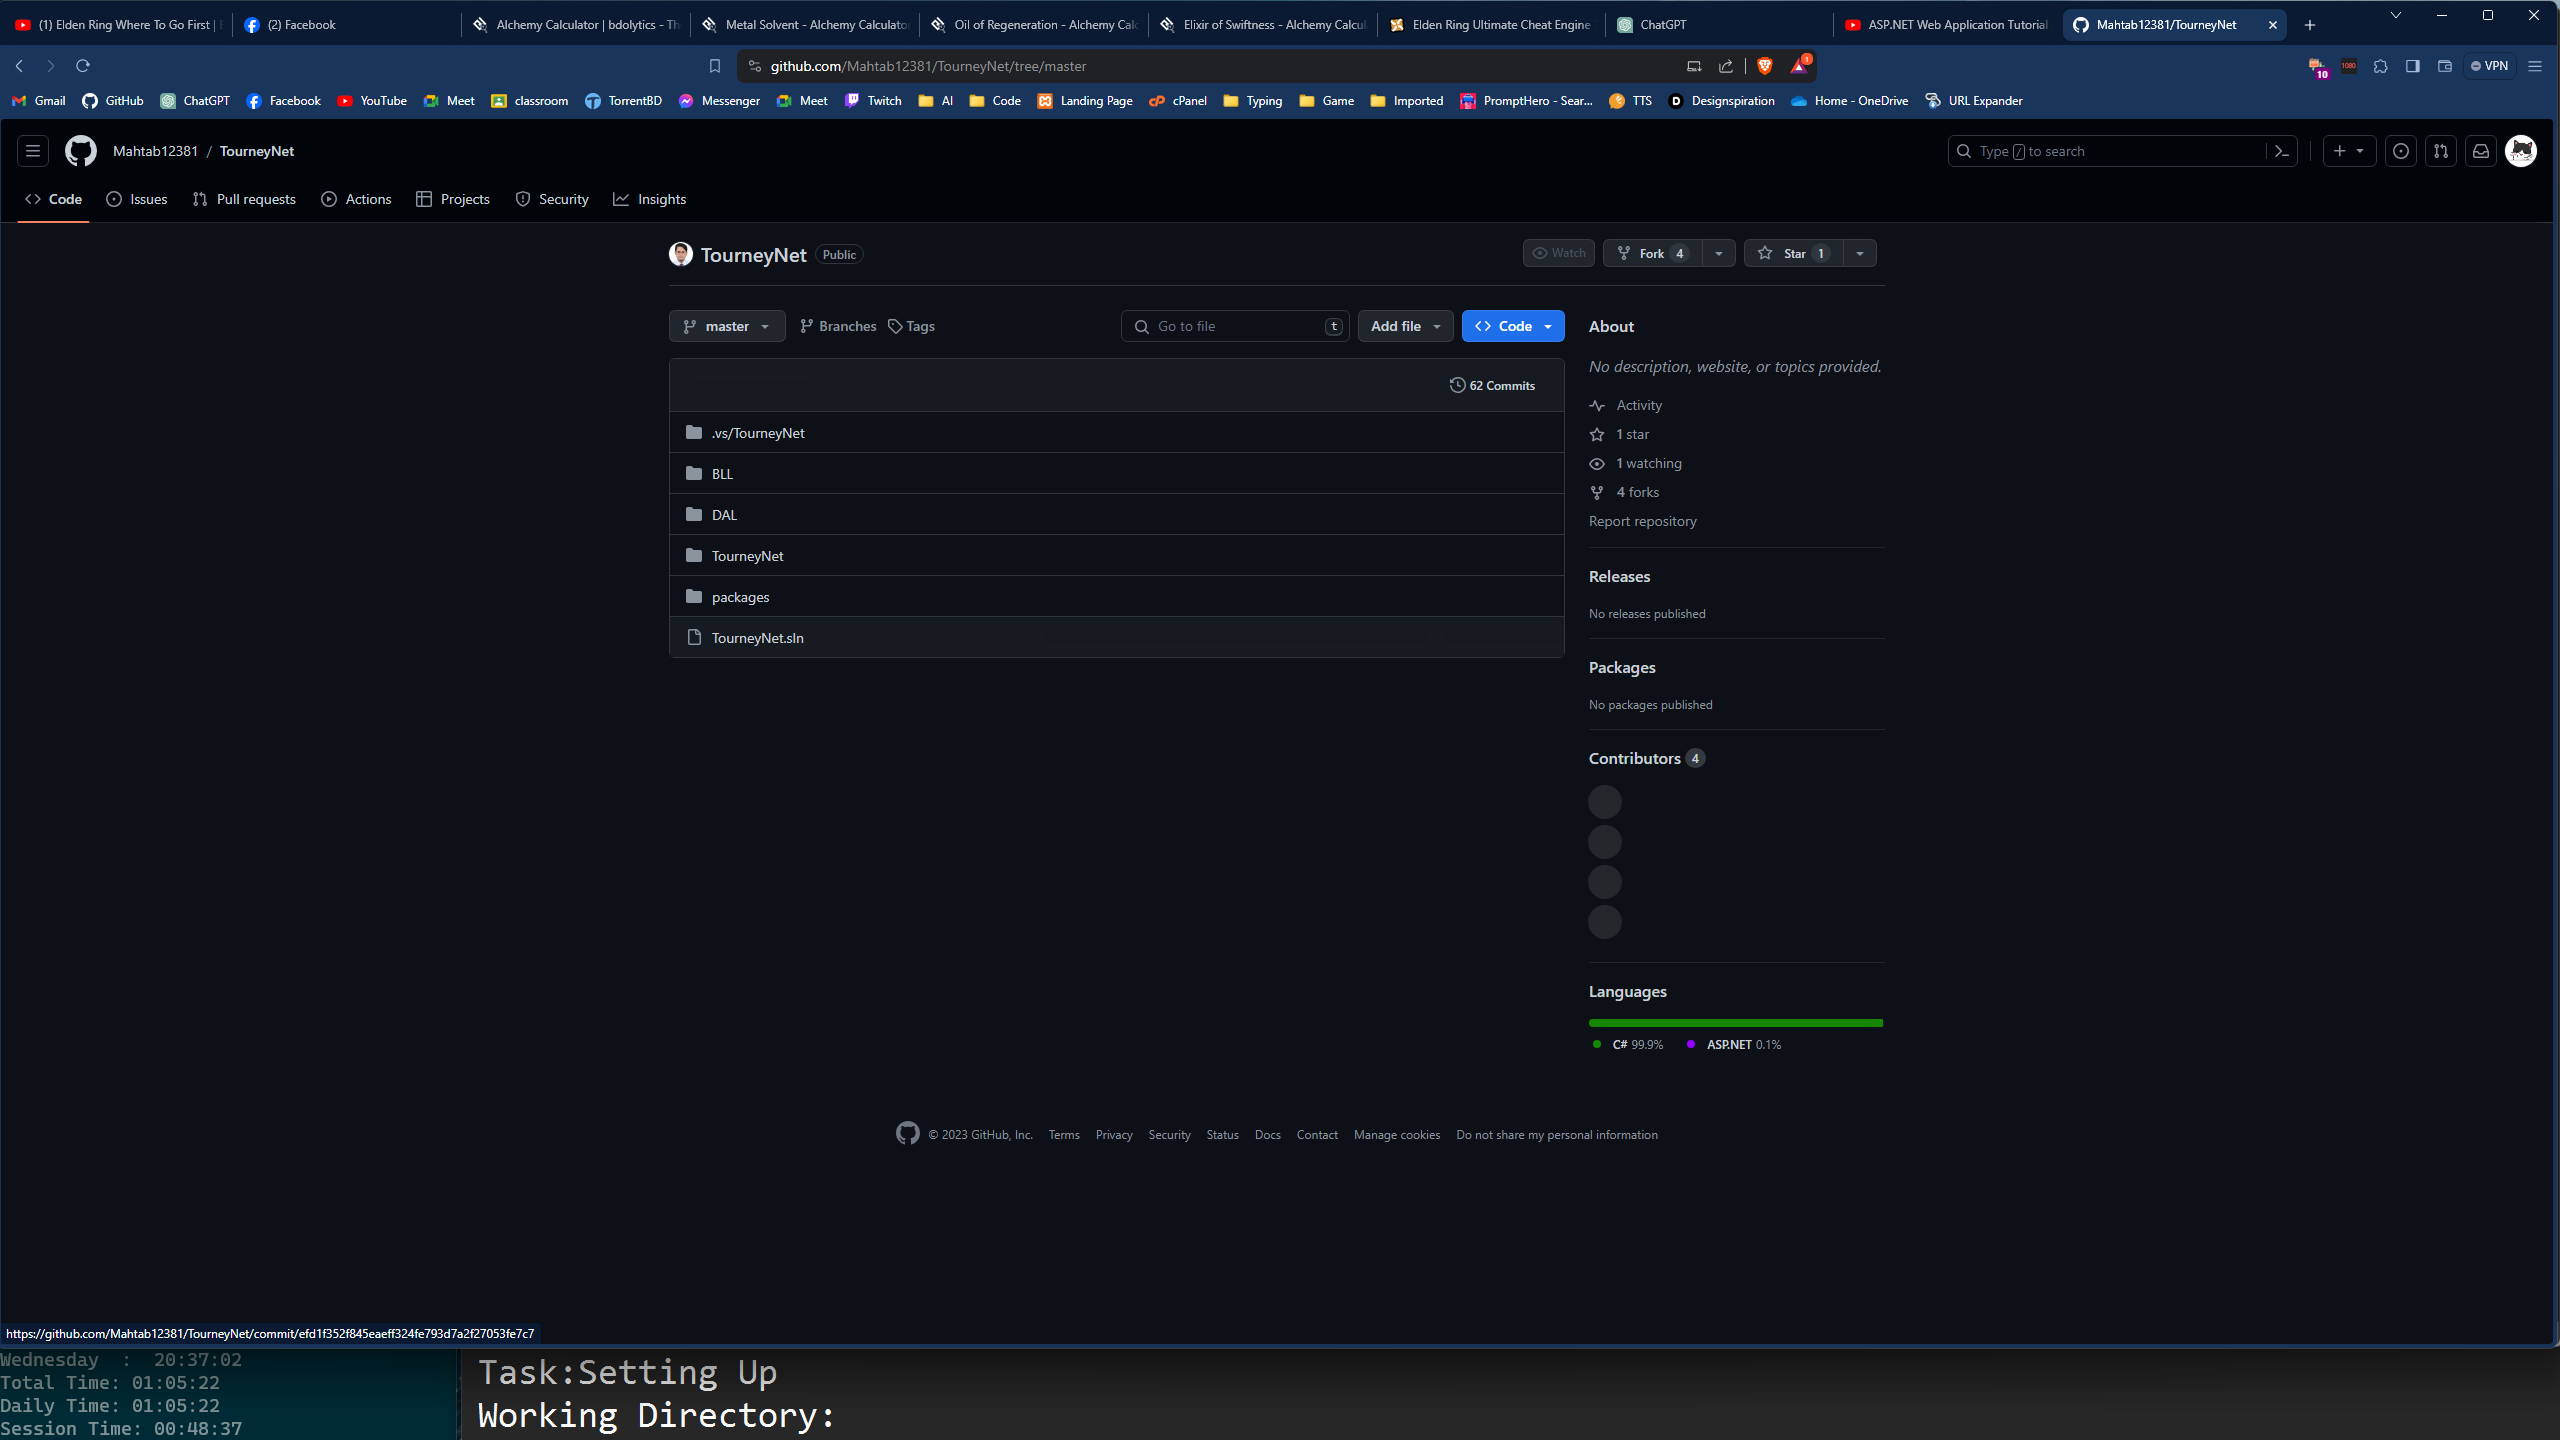 (1) Elden Ring Where To Go First |
(2) Facebook
Alchemy Calculator | bdolytics - Th
Metal Solvent - Alchemy Calculator
Oil of Regeneration - Alchemy Calc
Elixir of Swiftness - Alchemy Calcul
Elden Ring Ultimate Cheat Engine
ChatGPT
ASP.NET Web Application Tutorial
Mahtab12381/TourneyNet
github.com/Mahtab12381/TourneyNet/tree/master
1
10
1080
VPN
Gmail GitHub ChatGPT Facebook YouTube Meet classroom TorrentBD Messenger Meet Twitch AI Code Landing Page cPanel Typing Game Imported PromptHero - Sear... TTS Designspiration Home - OneDrive URL Expander
Mahtab12381 / TourneyNet
Type / to search
Code Issues Pull requests Actions Projects Security Insights
TourneyNet Public
Watch Fork 4 Star 1
master Branches Tags
Go to file t
Add file
Code
62 Commits
.vs/TourneyNet
BLL
DAL
TourneyNet
packages
TourneyNet.sln
About
No description, website, or topics provided.
Activity
1 star
1 watching
4 forks
Report repository
Releases
No releases published
Packages
No packages published
Contributors 4
Languages
C# 99.9% ASP.NET 0.1%
© 2023 GitHub, Inc. Terms Privacy Security Status Docs Contact Manage cookies Do not share my personal information
https://github.com/Mahtab12381/TourneyNet/commit/efd1f352f845eaeff324fe793d7a2f27053fe7c7
Wednesday : 20:37:02
Total Time: 01:05:22
Daily Time: 01:05:22
Session Time: 00:48:37
Task:Setting Up
Working Directory: